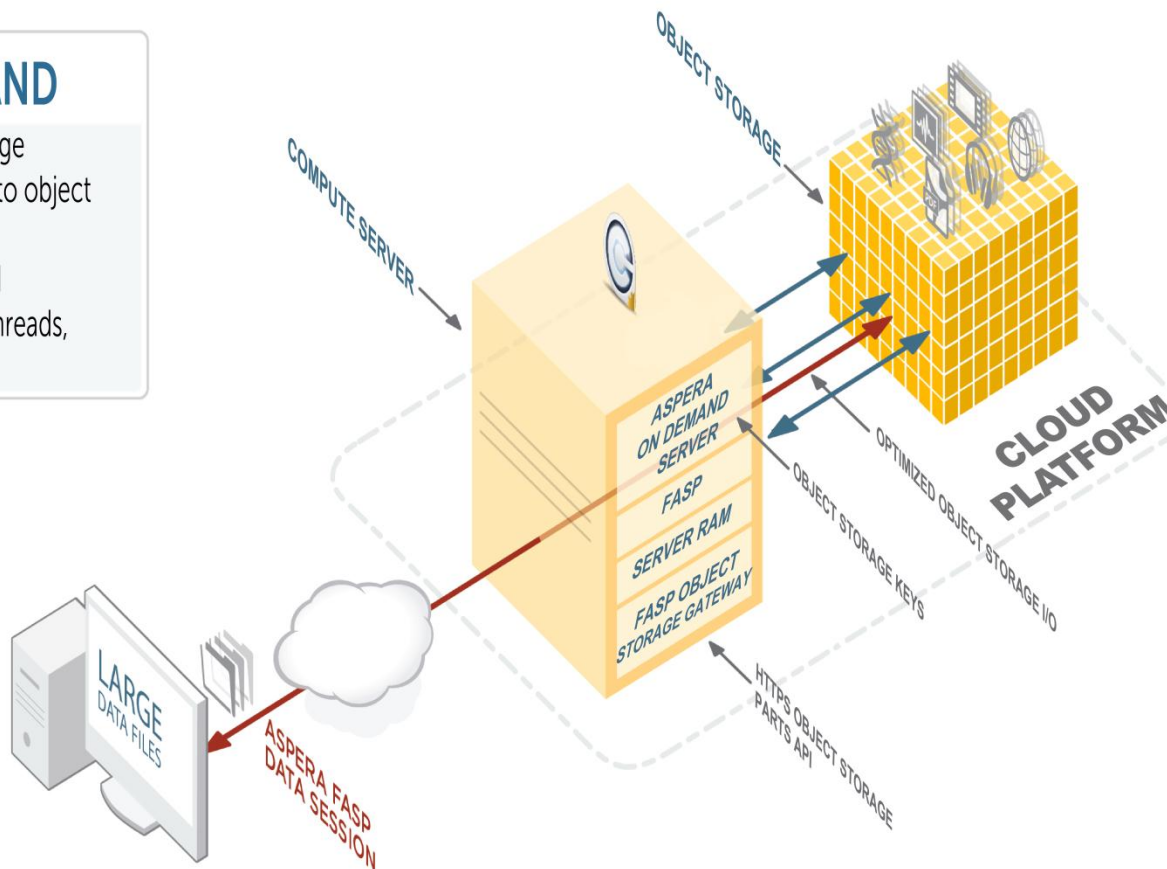 AND
ge
to object
hreads,
OBJECT STORAGE
COMPUTE SERVER
PDF
ASPERA
ON DEMAND
SERVER
FASP
SERVER RAM
FASP OBJECT
STORAGE GATEWAY
CLOUD
PLATFORM
OPTIMIZED OBJECT STORAGE I/O
OBJECT STORAGE KEYS
HTTPS OBJECT STORAGE
PARTS API
LARGE
DATA FILES
ASPERA FASP
DATA SESSION